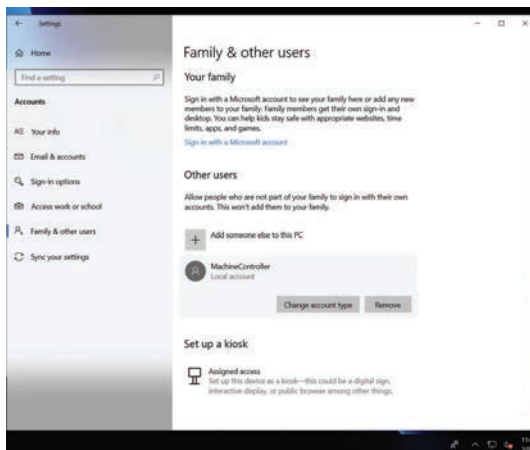 Settings
Home
Find a setting
Accounts
Your info
Email & accounts
Sign-in options
Access work or school
Family & other users
Sync your settings
Family & other users
Your family
Sign in with a Microsoft account to see your family here or add any new
members to your family. Family members get their own sign-in and
desktop. You can help kids stay safe with appropriate websites, time
limits, apps, and games.
Sign in with a Microsoft account
Other users
Allow people who are not part of your family to sign in with their own
accounts. This won't add them to your family.
Add someone else to this PC
MachineController
Local account
Change account type Remove
Set up a kiosk
Assigned access
Set up this device as a kiosk—this could be a digital sign,
interactive display, or public browser among other things.